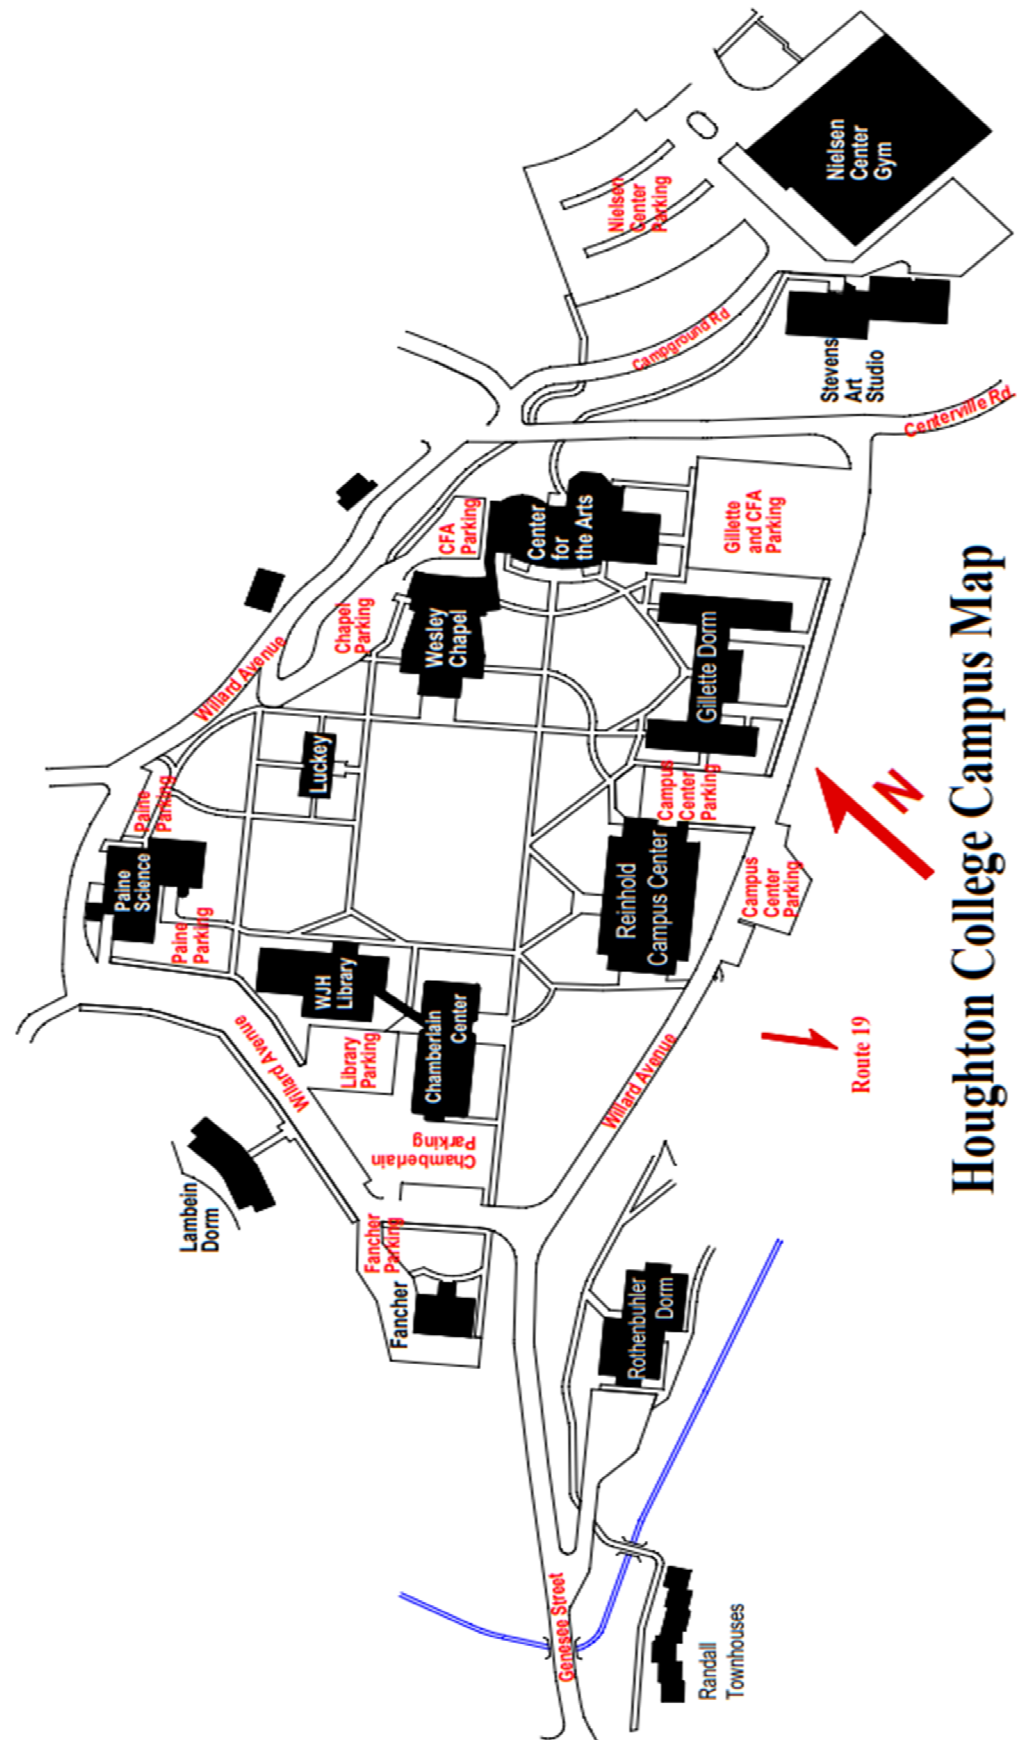 Nielsen
Center
Gym
Nielsen
Center
Parking
Campground Rd
Stevens
Art
Studio
Centerville Rd
CFA
Parking
Center
for
the Arts
Gillette
and CFA
Parking
Chapel
Parking
Wesley
Chapel
Gillette Dorm
Willard Avenue
Luckey
Campus
Center
Parking
Paine
Parking
Paine
Science
Paine
Parking
Reinhold
Campus Center
Campus
Center
Parking
N
WJH
Library
Chamberlain
Center
Willard Avenue
Library
Parking
Chamberlain
Parking
Willard Avenue
Route 19
Houghton College Campus Map
Lambein
Dorm
Fancher
Parking
Fancher
Rothenbuhler
Dorm
Genesee Street
Randall
Townhouses